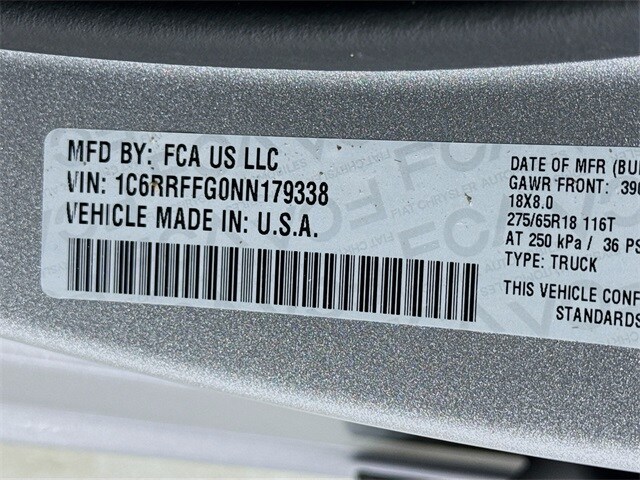 MFD BY: FCA US LLC
VIN: 1C6RRFFG0NN179338
VEHICLE MADE IN: U.S.A.
DATE OF MFR
GAWR FRONT:
18X8.0
275/65R18 116T
AT 250 kPa / 36
TYPE: TRUCK
THIS VEHICLE
STANDARDS